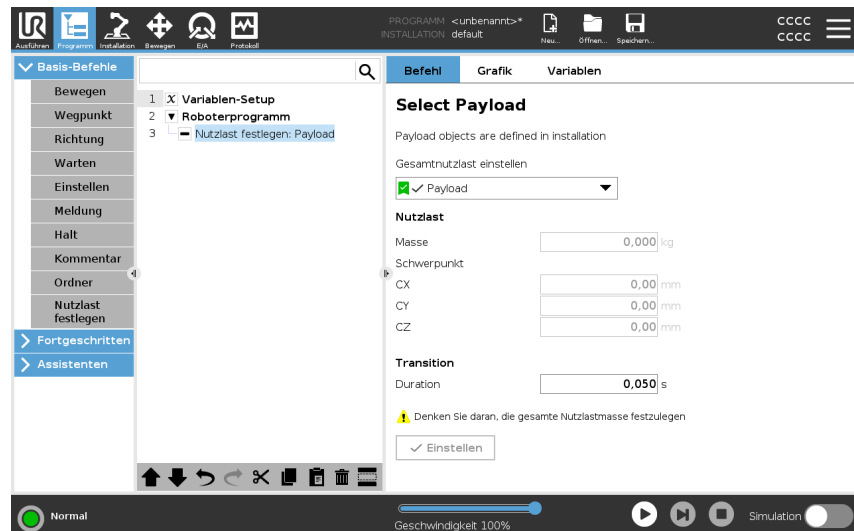 PROGRAMM <unbenannt>*
INSTALLATION default
Ausführen Programm Installation Bewegen E/A Protokoll
Neu... Öffnen... Speichern...
CCCC
CCCC
Basis-Befehle
Bewegen
Wegpunkt
Richtung
Warten
Einstellen
Meldung
Halt
Kommentar
Ordner
Nutzlast
festlegen
Fortgeschritten
Assistenten
1 X Variablen-Setup
2 Roboterprogramm
3 Nutzlast festlegen: Payload
Befehl Grafik Variablen
Select Payload
Payload objects are defined in installation
Gesamtnutzlast einstellen
Payload
Nutzlast
Masse 0,000 kg
Schwerpunkt
CX 0,00 mm
CY 0,00 mm
CZ 0,00 mm
Transition
Duration 0,050 s
Denken Sie daran, die gesamte Nutzlastmasse festzulegen
Einstellen
Normal
Geschwindigkeit 100%
Simulation